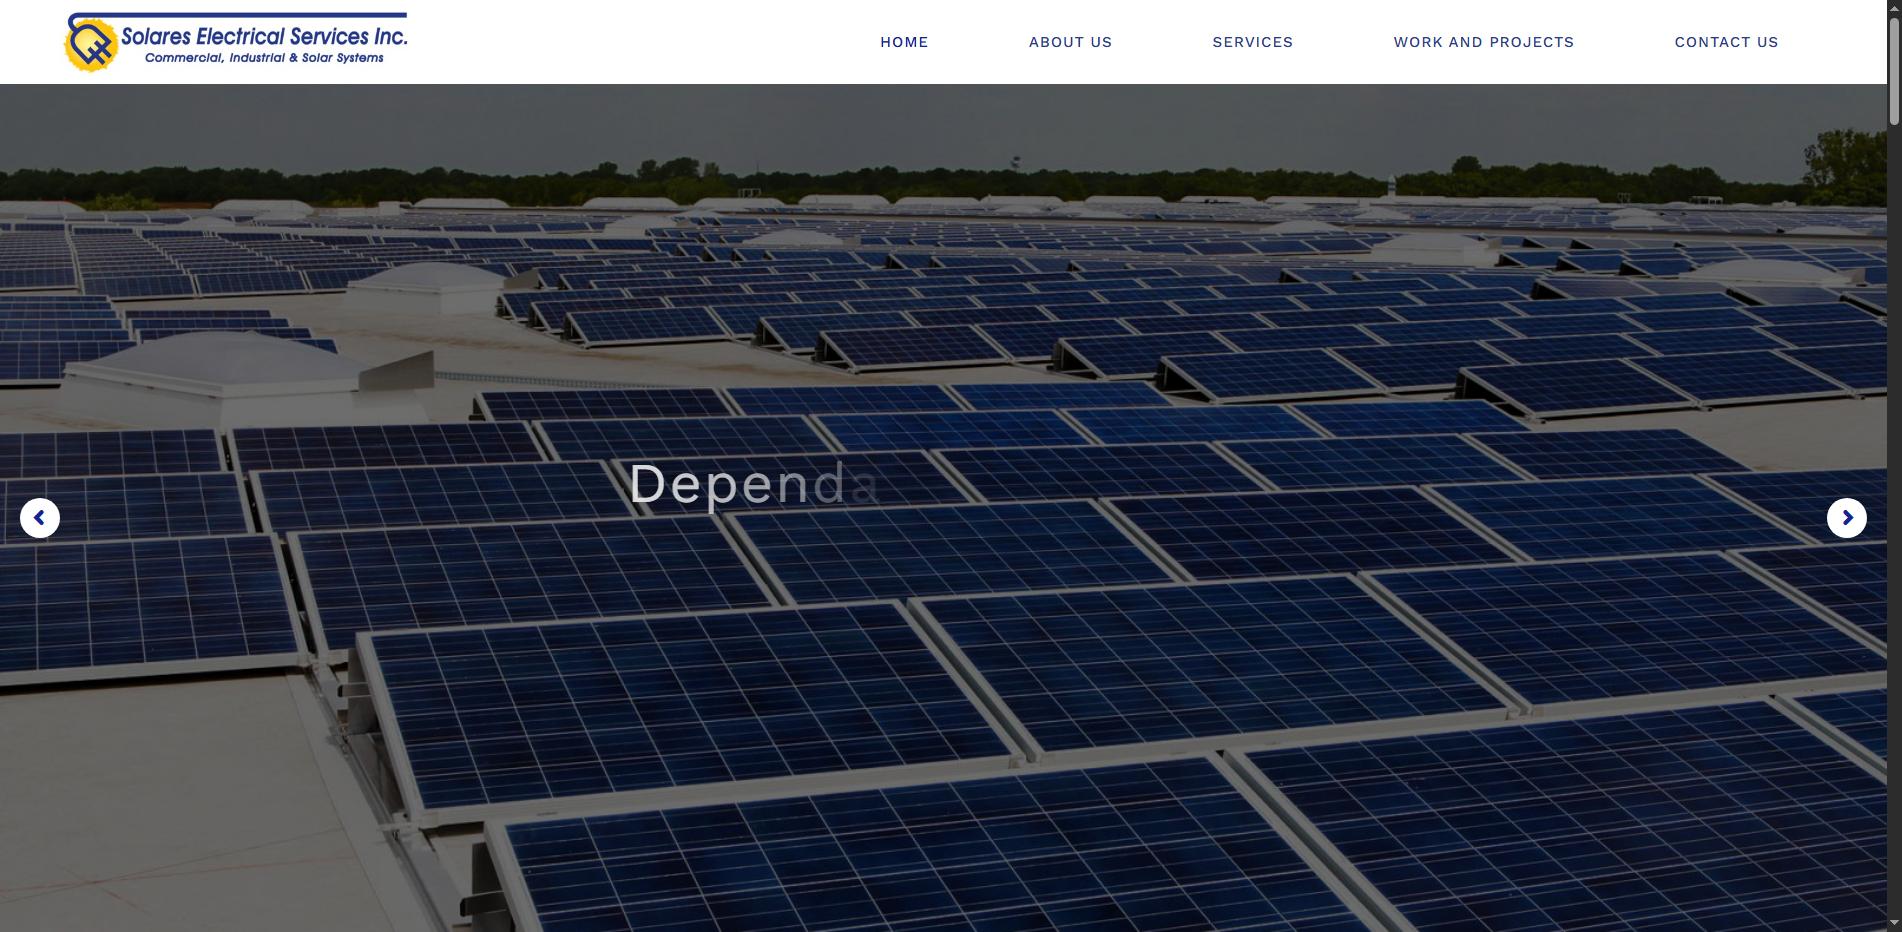 Solares Electrical Services Inc.
Commercial, Industrial & Solar Systems
HOME
ABOUT US
SERVICES
WORK AND PROJECTS
CONTACT US
Dependa